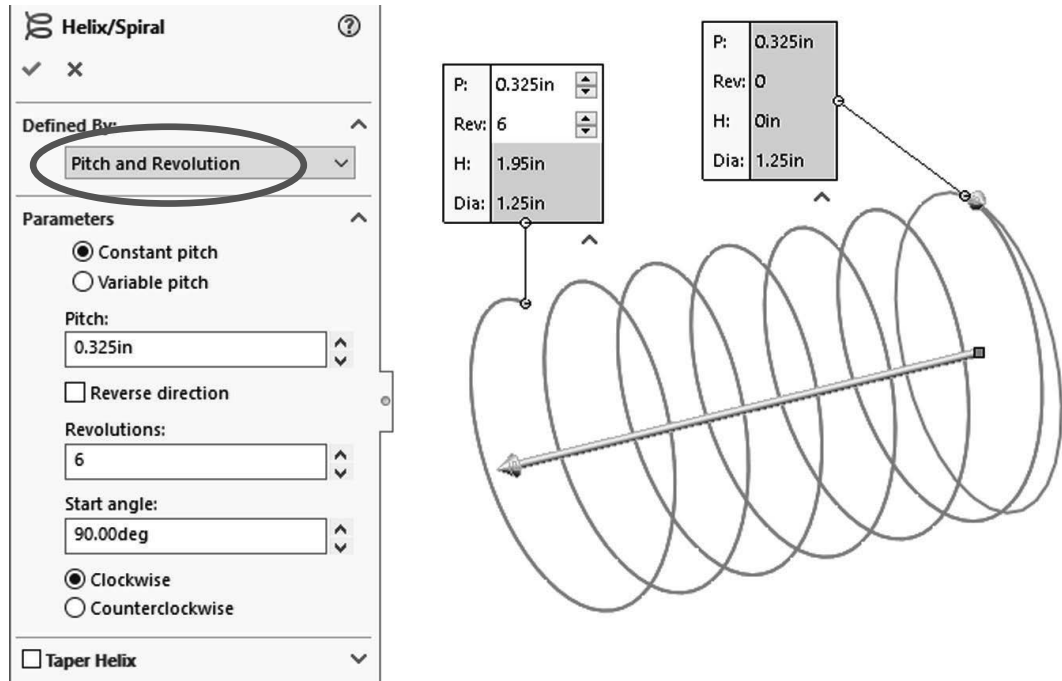 Helix/Spiral
Defined By:
Pitch and Revolution
Parameters
Constant pitch
Variable pitch
Pitch:
0.325in
Reverse direction
Revolutions:
6
Start angle:
90.00deg
Clockwise
Counterclockwise
Taper Helix
P: 0.325in
Rev: 6
H: 1.95in
Dia: 1.25in
P: 0.325in
Rev: 0
H: 0in
Dia: 1.25in